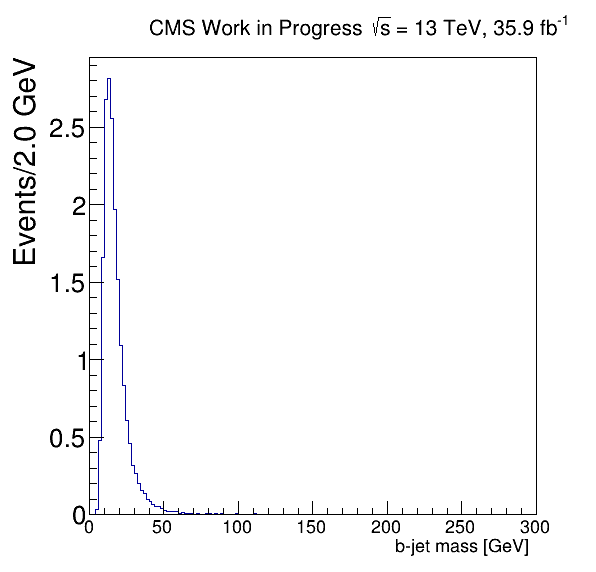 CMS Work in Progress √s = 13 TeV, 35.9 fb⁻¹
Events/2.0 GeV
2.5
2
1.5
1
0.5
0
0 50 100 150 200 250 300
b-jet mass [GeV]